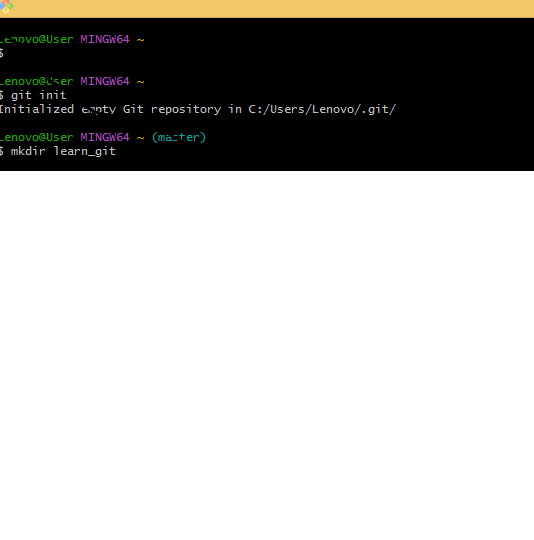 Lenovo@User MINGW64 ~
$
Lenovo@User MINGW64 ~
$ git init
Initialized empty Git repository in C:/Users/Lenovo/.git/
Lenovo@User MINGW64 ~ (master)
$ mkdir learn_git